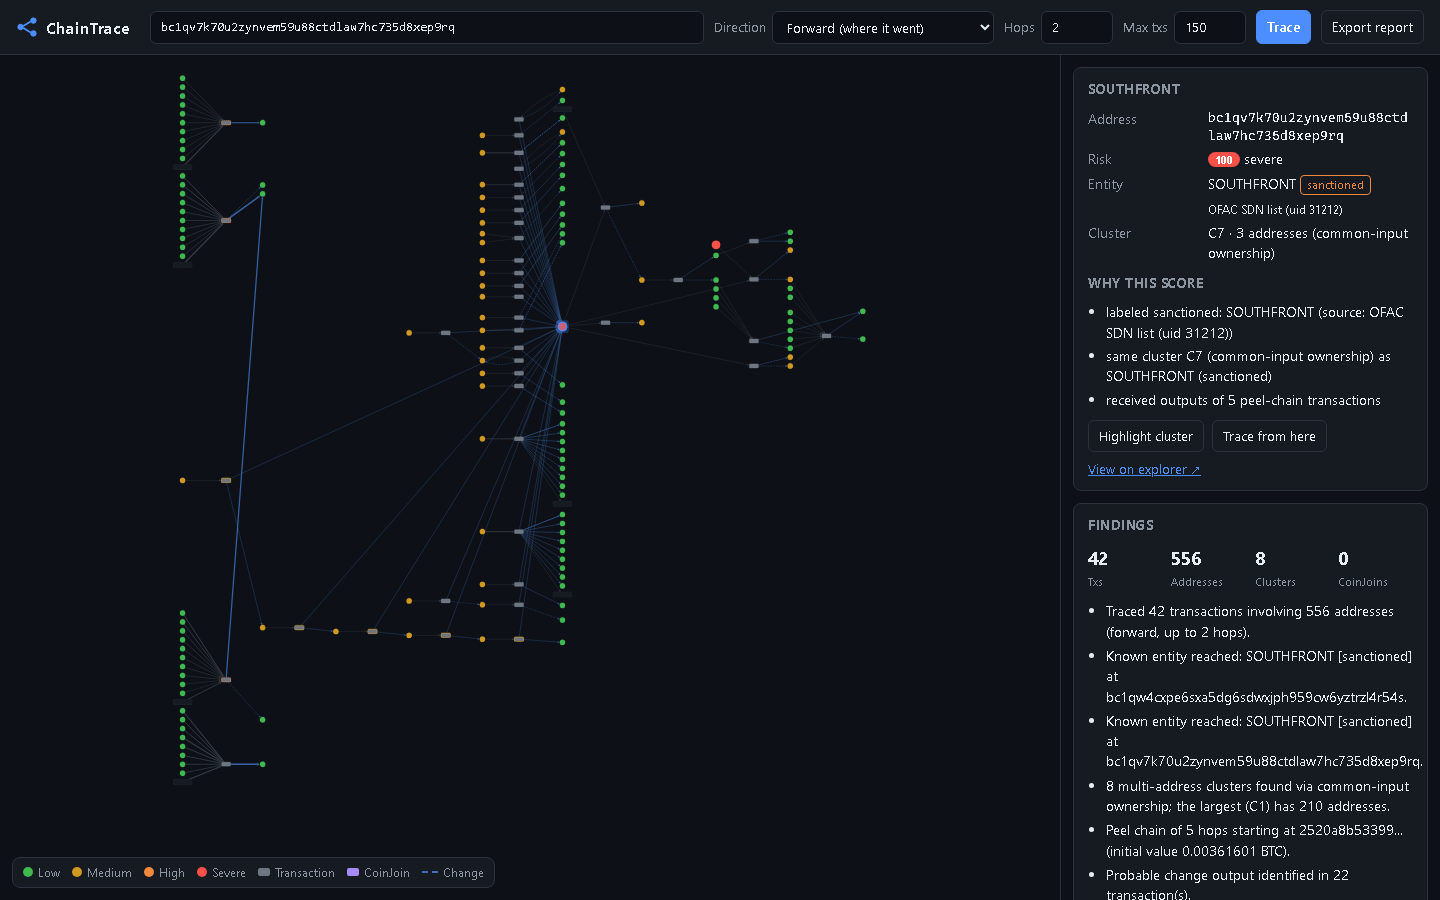 ChainTrace
bc1qv7k70u2zynvem59u88ctdlaw7hc735d8xep9rq
Direction
Forward (where it went)
Hops
2
Max txs
150
Trace
Export report
SOUTHFRONT
Address
bc1qv7k70u2zynvem59u88ctd
law7hc735d8xep9rq
Risk
100 severe
Entity
SOUTHFRONT sanctioned
OFAC SDN list (uid 31212)
Cluster
C7 · 3 addresses (common-input
ownership)
WHY THIS SCORE
• labeled sanctioned: SOUTHFRONT (source: OFAC
SDN list (uid 31212))
• same cluster C7 (common-input ownership) as
SOUTHFRONT (sanctioned)
• received outputs of 5 peel-chain transactions
Highlight cluster
Trace from here
View on explorer ↗
FINDINGS
42 556 8 0
Txs Addresses Clusters CoinJoins
• Traced 42 transactions involving 556 addresses
(forward, up to 2 hops).
• Known entity reached: SOUTHFRONT [sanctioned]
at
bc1qw4cxpe6sxa5dg6sdwxjph959cw6yztrzl4r54s.
• Known entity reached: SOUTHFRONT [sanctioned]
at
bc1qv7k70u2zynvem59u88ctdlaw7hc735d8xep9rq.
• 8 multi-address clusters found via common-input
ownership; the largest (C1) has 210 addresses.
• Peel chain of 5 hops starting at 2520a8b53399…
(initial value 0.00361601 BTC).
• Probable change output identified in 22
transaction(s).
Low Medium High Severe Transaction CoinJoin Change